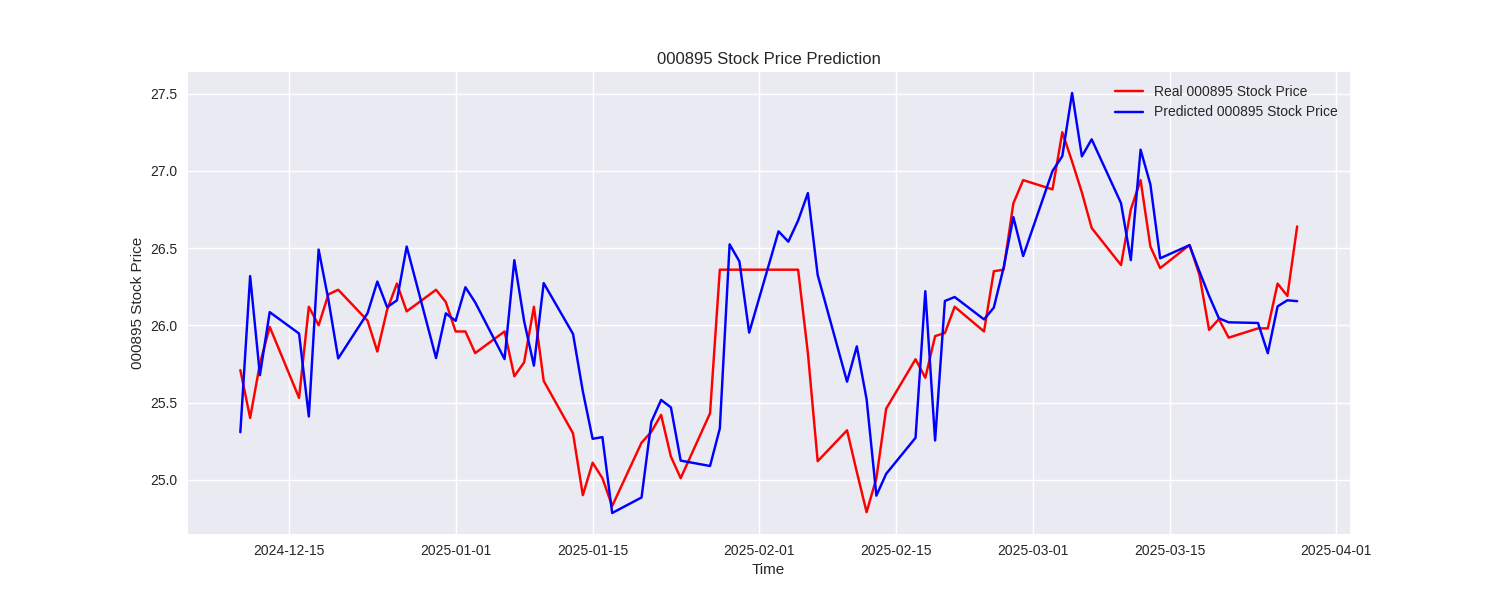 000895 Stock Price Prediction
Real 000895 Stock Price
Predicted 000895 Stock Price
000895 Stock Price
27.5
27.0
26.5
26.0
25.5
25.0
2024-12-15 2025-01-01 2025-01-15 2025-02-01 2025-02-15 2025-03-01 2025-03-15 2025-04-01
Time